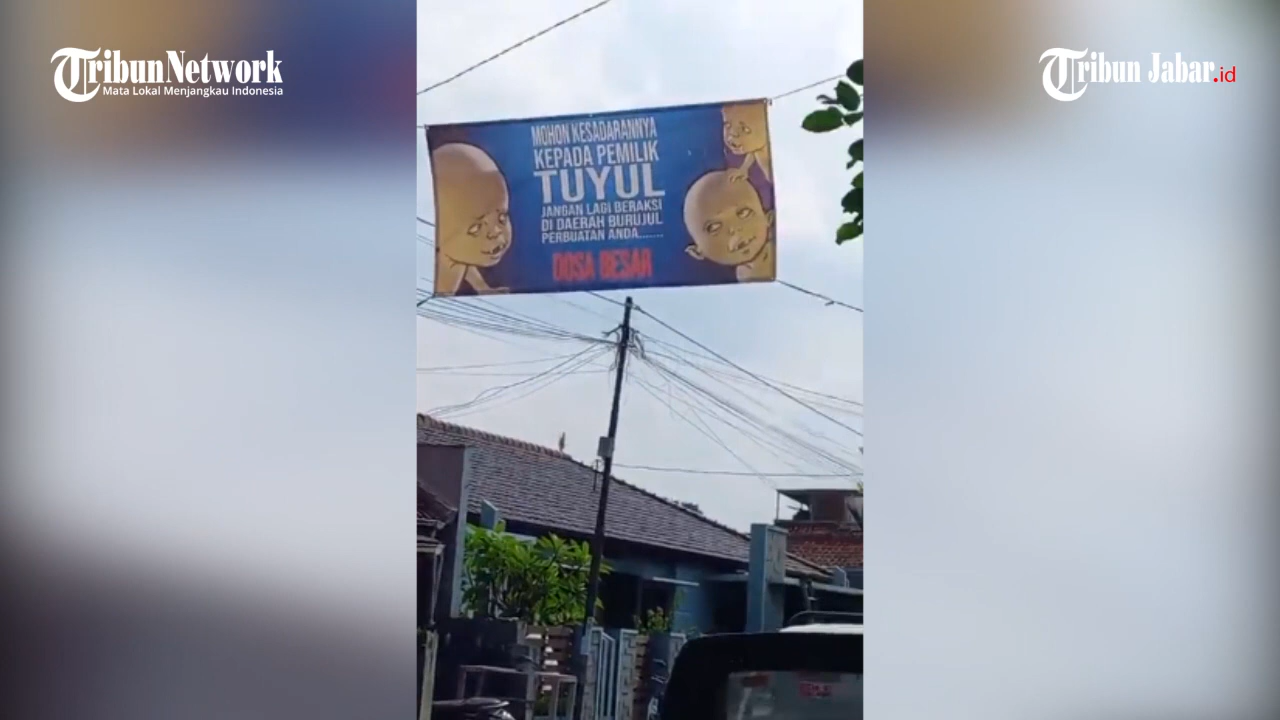 TribunNetwork
Mata Lokal Menjangkau Indonesia
Tribun Jabar.id
MOHON KESADARANNYA
KEPADA PEMILIK
TUYUL
JANGAN LAGI BERAKSI
DI DAERAH BURUJUL
PERBUATAN ANDA.......
DOSA BESAR